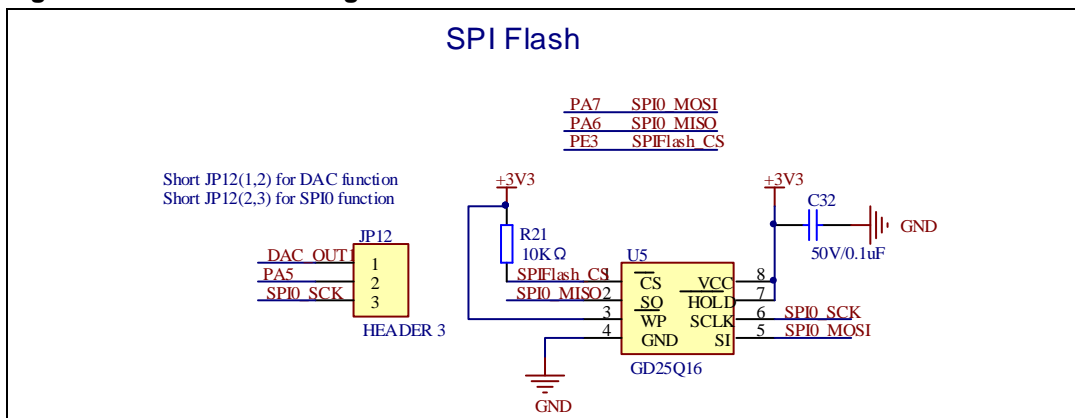 SPI Flash
PA7 SPI0_MOSI
PA6 SPI0_MISO
PE3 SPIFlash_CS
Short JP12(1,2) for DAC function
Short JP12(2,3) for SPI0 function
JP12
DAC_OUT1 1
PA5 2
SPI0_SCK 3
HEADER 3
+3V3
R21
10KΩ
+3V3
C32
50V/0.1uF
GND
U5
SPIFlash_CS 1 CS VCC 8
SPI0_MISO 2 SO HOLD 7
3 WP SCLK 6 SPI0_SCK
4 GND SI 5 SPI0_MOSI
GD25Q16
GND